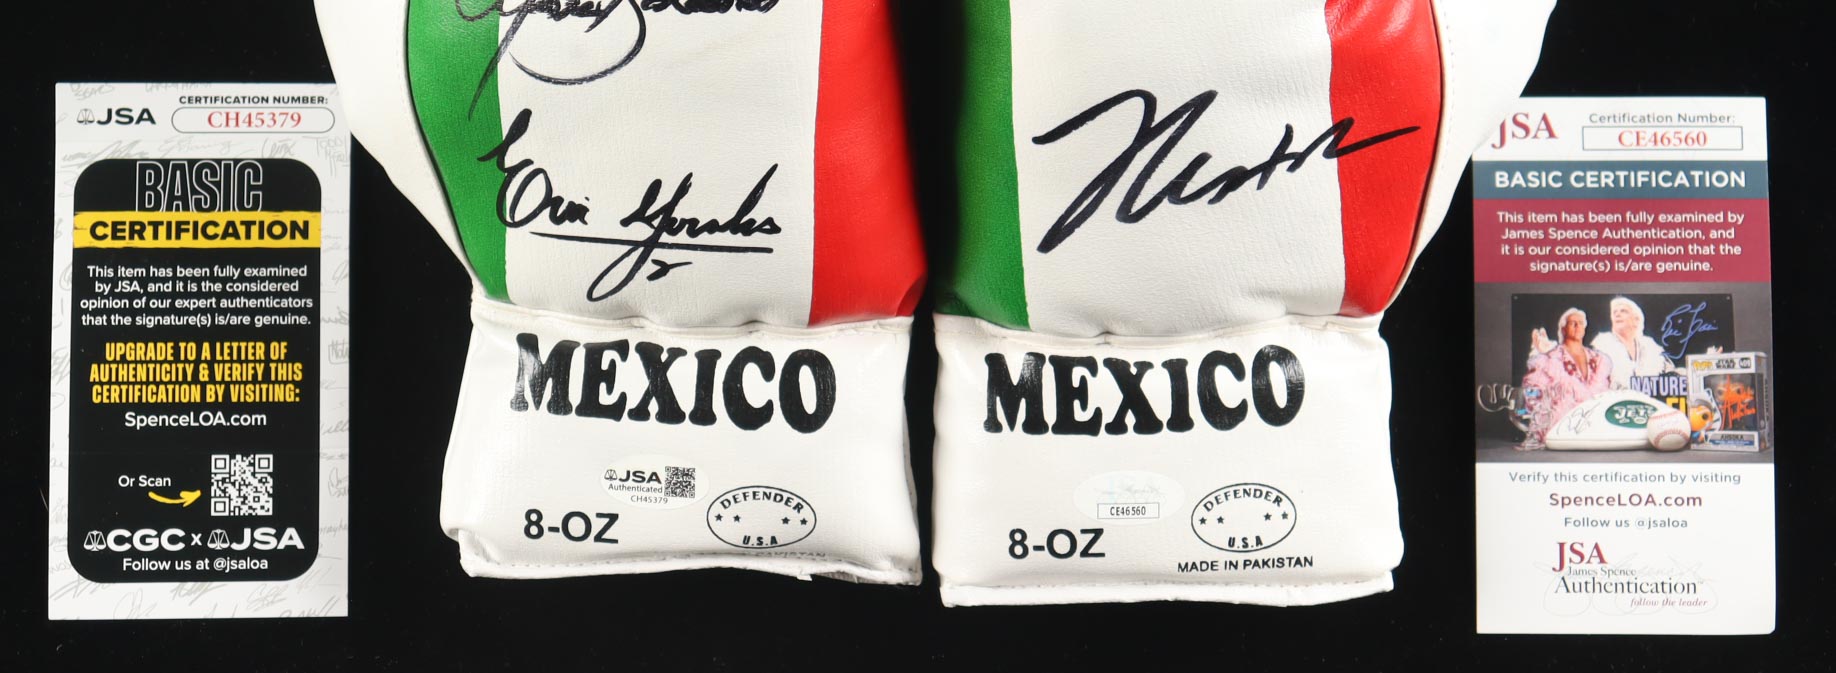 JSA
CERTIFICATION NUMBER:
CH45379
BASIC
CERTIFICATION
This item has been fully examined
by JSA, and it is the considered
opinion of our expert authenticators
that the signature(s) is/are genuine.
UPGRADE TO A LETTER OF
AUTHENTICITY & VERIFY THIS
CERTIFICATION BY VISITING:
SpenceLOA.com
Or Scan
CGC x JSA
Follow us at @jsaloa
Erik Morales
MEXICO
JSA
Authenticated
CH45379
8-OZ
DEFENDER
U.S.A
PAKISTAN
MEXICO
CE46560
8-OZ
DEFENDER
U.S.A
MADE IN PAKISTAN
JSA
Certification Number:
CE46560
BASIC CERTIFICATION
This item has been fully examined by
James Spence Authentication, and
it is our considered opinion that the
signature(s) is/are genuine.
NATURE
JETS
Verify this certification by visiting
SpenceLOA.com
Follow us @jsaloa
JSA
James Spence
Authentication
follow the leader